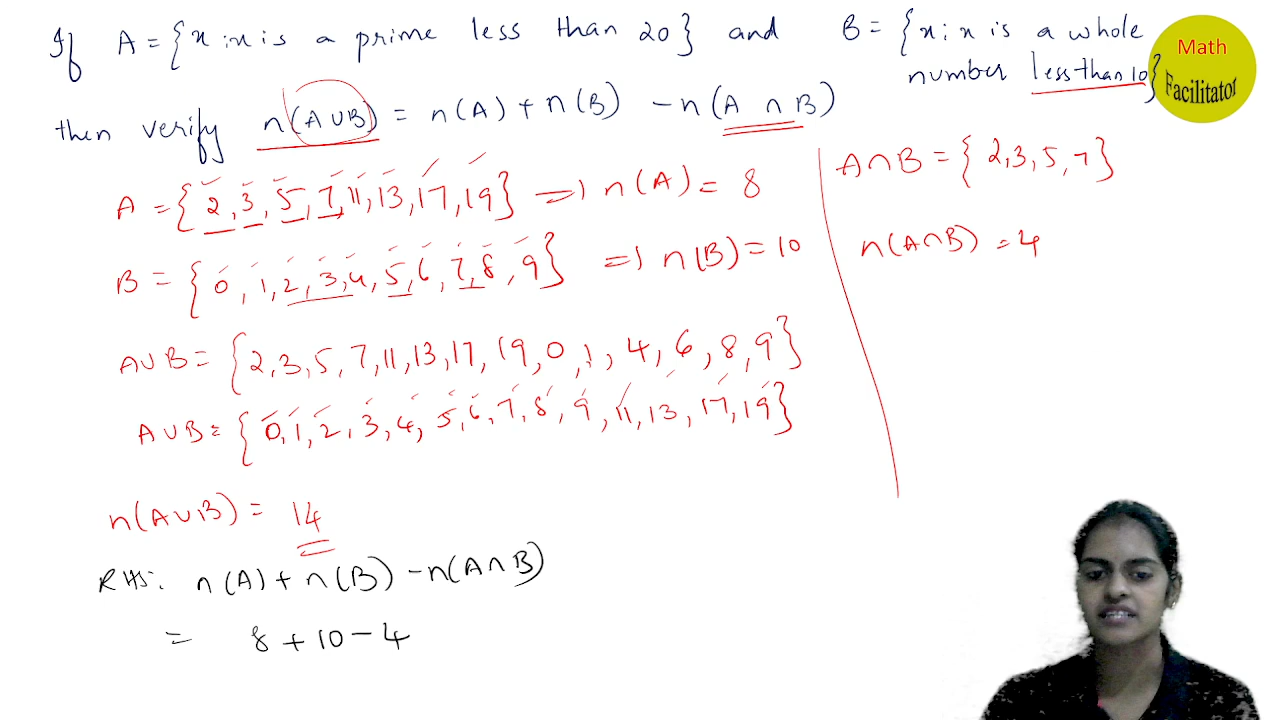 If A = {x : x is a prime less than 20} and B = {x : x is a whole number less than 10}
then verify n(A∪B) = n(A) + n(B) - n(A ∩ B)
A = {2, 3, 5, 7, 11, 13, 17, 19} ⇒ n(A) = 8
B = {0, 1, 2, 3, 4, 5, 6, 7, 8, 9} ⇒ n(B) = 10
A∪B = {2, 3, 5, 7, 11, 13, 17, 19, 0, 1, 4, 6, 8, 9}
A∪B = {0, 1, 2, 3, 4, 5, 6, 7, 8, 9, 11, 13, 17, 19}
n(A∪B) = 14
RHS: n(A) + n(B) - n(A∩B)
= 8 + 10 - 4
A∩B = {2, 3, 5, 7}
n(A∩B) = 4
Math
Facilitator